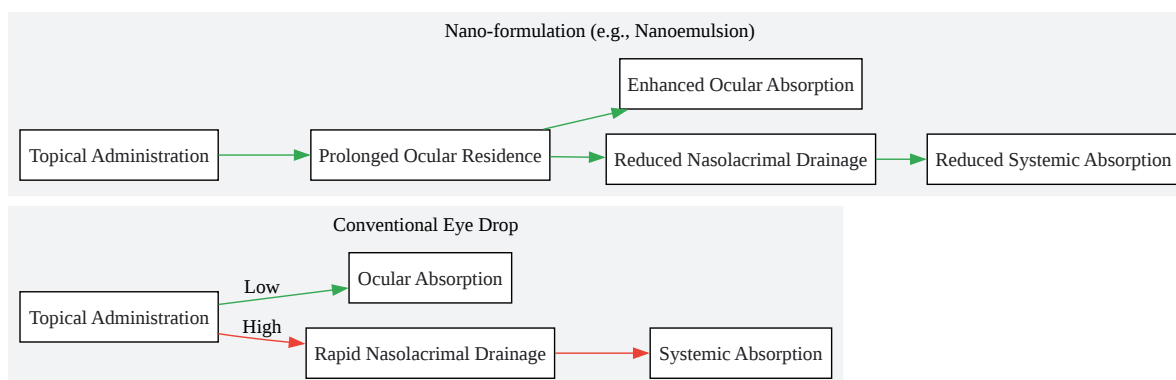 Nano-formulation (e.g., Nanoemulsion)
Enhanced Ocular Absorption
Topical Administration
Prolonged Ocular Residence
Reduced Nasolacrimal Drainage
Reduced Systemic Absorption
Conventional Eye Drop
Low
Ocular Absorption
Topical Administration
High
Rapid Nasolacrimal Drainage
Systemic Absorption